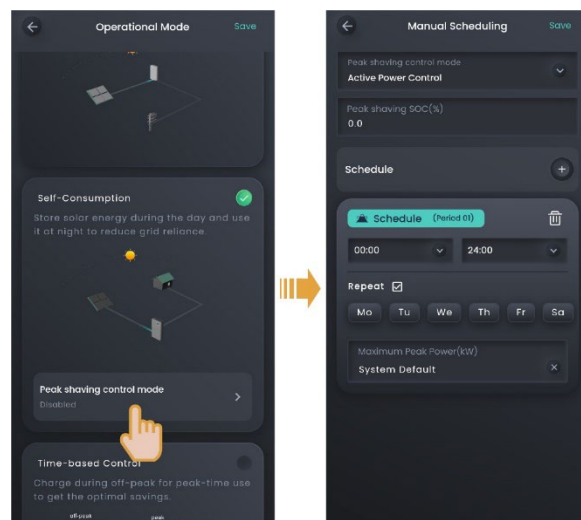 Operational Mode
Save
Self-Consumption
Store solar energy during the day and use
it at night to reduce grid reliance.
Peak shaving control mode
Disabled
Time-based Control
Charge during off-peak for peak-time use
to get the optimal savings.
off-peak
peak
Manual Scheduling
Save
Peak shaving control mode
Active Power Control
Peak shaving SOC(%)
0.0
Schedule
Schedule (Period 01)
00:00
24:00
Repeat
Mo Tu We Th Fr Sa
Maximum Peak Power(kW)
System Default